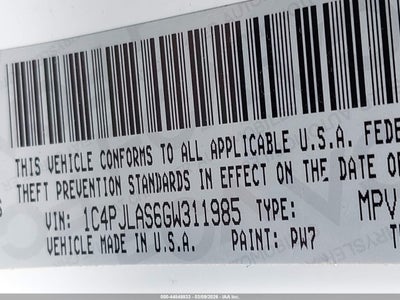 THIS VEHICLE CONFORMS TO ALL APPLICABLE U.S.A. FEDE
THEFT PREVENTION STANDARDS IN EFFECT ON THE DATE O
VIN: 1C4PJLAS6GW311985 TYPE: MPV
VEHICLE MADE IN U.S.A. PAINT: PW7